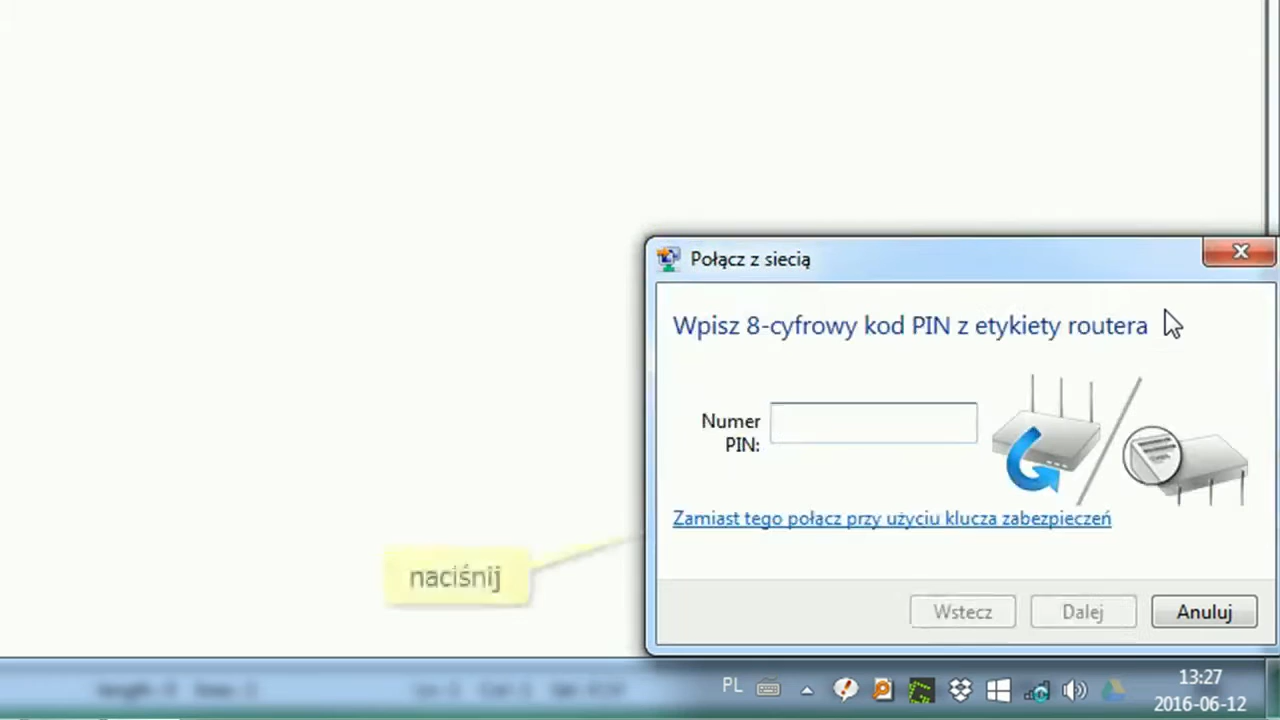 Połącz z siecią
Wpisz 8-cyfrowy kod PIN z etykiety routera
Numer
PIN:
Zamiast tego połącz przy użyciu klucza zabezpieczeń
naciśnij
Wstecz
Dalej
Anuluj
PL
13:27
2016-06-12